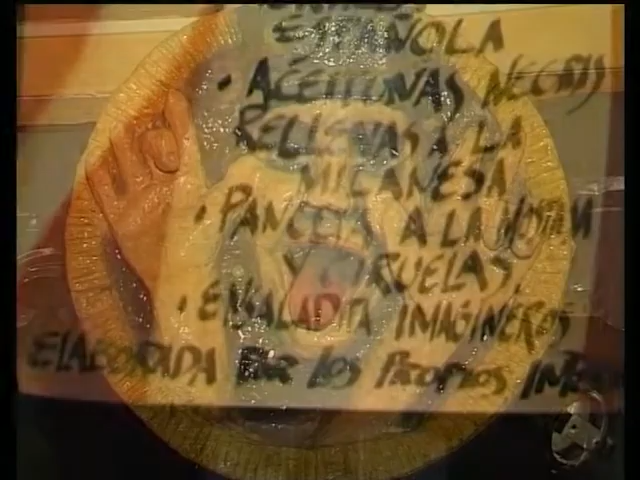 ESPAÑOLA
• ACEITUNAS NEGRAS
RELLENAS A LA
MILANESA
• PANCETA A LA
Y CIRUELAS,
• ENSALADITA IMAGINEROS
ELABORADA POR LOS PROPIOS